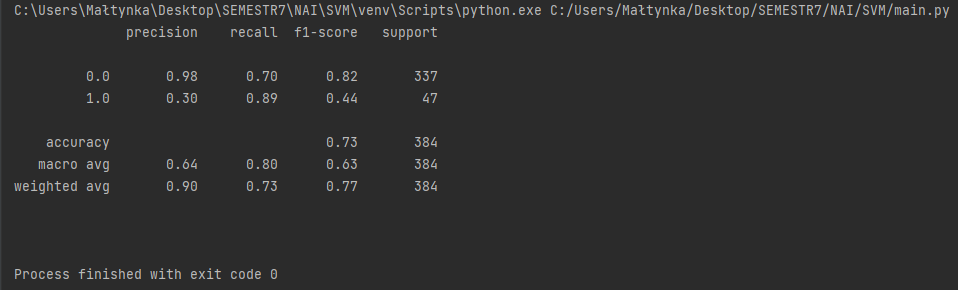 C:\Users\Małtynka\Desktop\SEMESTR7\NAI\SVM\venv\Scripts\python.exe C:/Users/Małtynka/Desktop/SEMESTR7/NAI/SVM/main.py
              precision    recall  f1-score   support

         0.0       0.98      0.70      0.82       337
         1.0       0.30      0.89      0.44        47

    accuracy                           0.73       384
   macro avg       0.64      0.80      0.63       384
weighted avg       0.90      0.73      0.77       384

Process finished with exit code 0